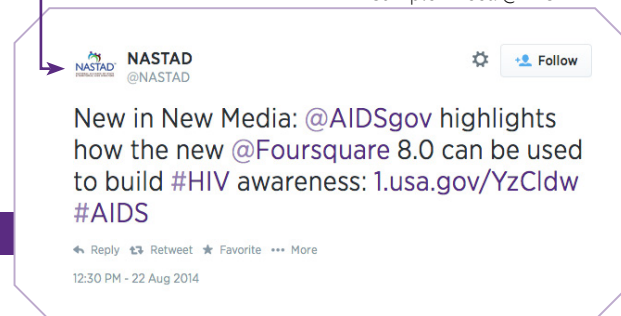 NASTAD
NASTAD
@NASTAD
Follow
New in New Media: @AIDSgov highlights
how the new @Foursquare 8.0 can be used
to build #HIV awareness: 1.usa.gov/YzCldw
#AIDS
Reply Retweet Favorite More
12:30 PM - 22 Aug 2014